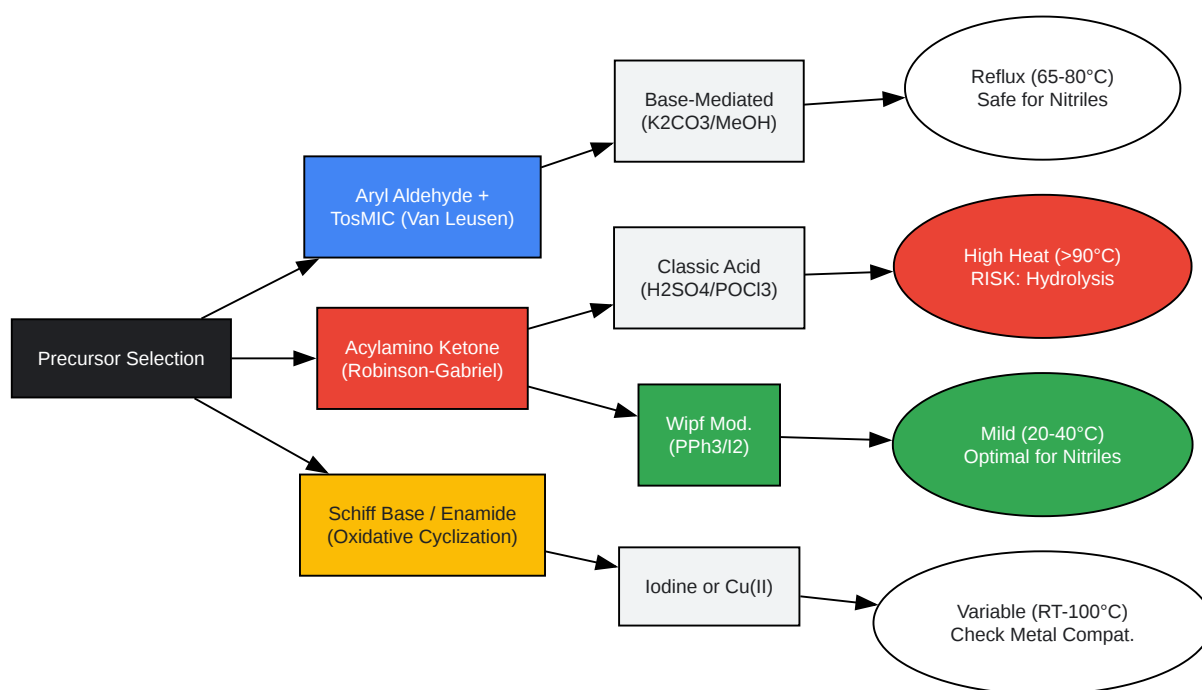 Precursor Selection
Aryl Aldehyde +
TosMIC (Van Leusen)
Base-Mediated
(K2CO3/MeOH)
Reflux (65-80°C)
Safe for Nitriles
Acylamino Ketone
(Robinson-Gabriel)
Classic Acid
(H2SO4/POCl3)
High Heat (>90°C)
RISK: Hydrolysis
Wipf Mod.
(PPh3/I2)
Mild (20-40°C)
Optimal for Nitriles
Schiff Base / Enamide
(Oxidative Cyclization)
Iodine or Cu(II)
Variable (RT-100°C)
Check Metal Compat.